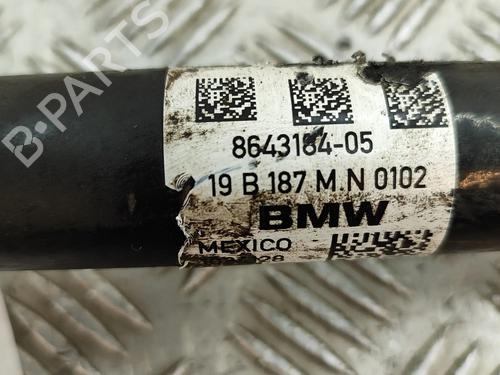 B-PARTS
8643184-05
19 B 187 M N 0102
BMW
MEXICO